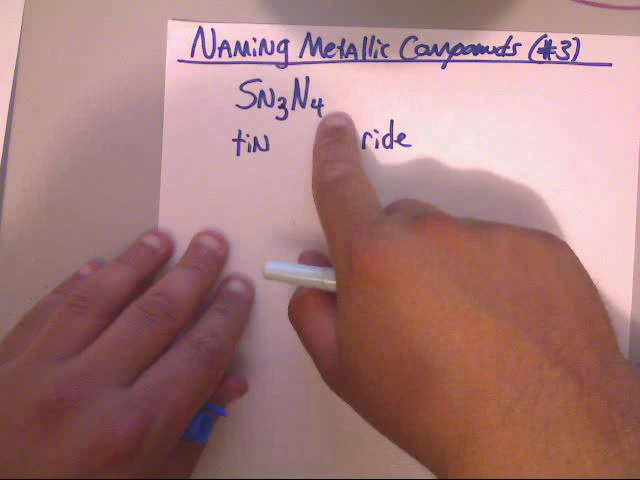 Naming Metallic Compounds (#3)
SN₃N₄
tin ride